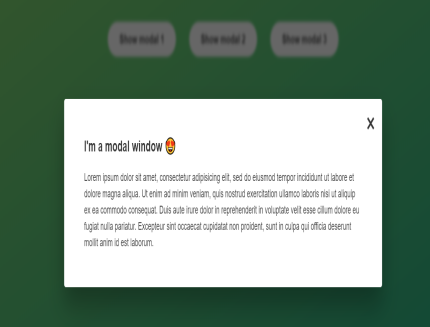 Show modal 1 Show modal 2 Show modal 3
X
I'm a modal window 🤩
Lorem ipsum dolor sit amet, consectetur adipisicing elit, sed do eiusmod tempor incididunt ut labore et
dolore magna aliqua. Ut enim ad minim veniam, quis nostrud exercitation ullamco laboris nisi ut aliquip
ex ea commodo consequat. Duis aute irure dolor in reprehenderit in voluptate velit esse cillum dolore eu
fugiat nulla pariatur. Excepteur sint occaecat cupidatat non proident, sunt in culpa qui officia deserunt
mollit anim id est laborum.